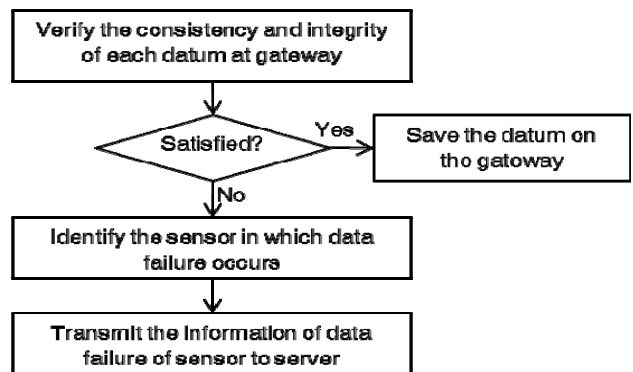 Verify the consistency and integrity
of each datum at gateway
Satisfied?
Yes
Save the datum on
tho gatoway
No
Identify the sensor in which data
failure occurs
Transmit the information of data
failure of sensor to server